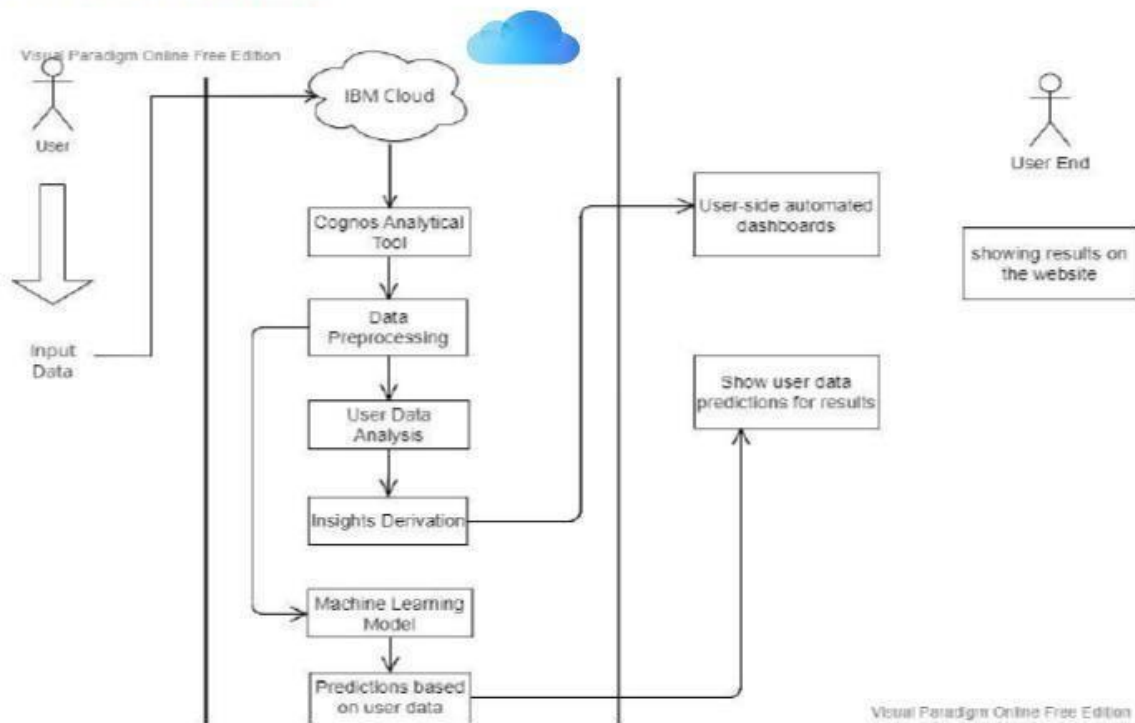 Visual Paradigm Online Free Edition
IBM Cloud
User
User End
Cognos Analytical
Tool
User-side automated
dashboards
showing results on
the website
Data
Preprocessing
Input
Data
Show user data
predictions for results
User Data
Analysis
Insights Derivation
Machine Learning
Model
Predictions based
on user data
Visual Paradigm Online Free Edition